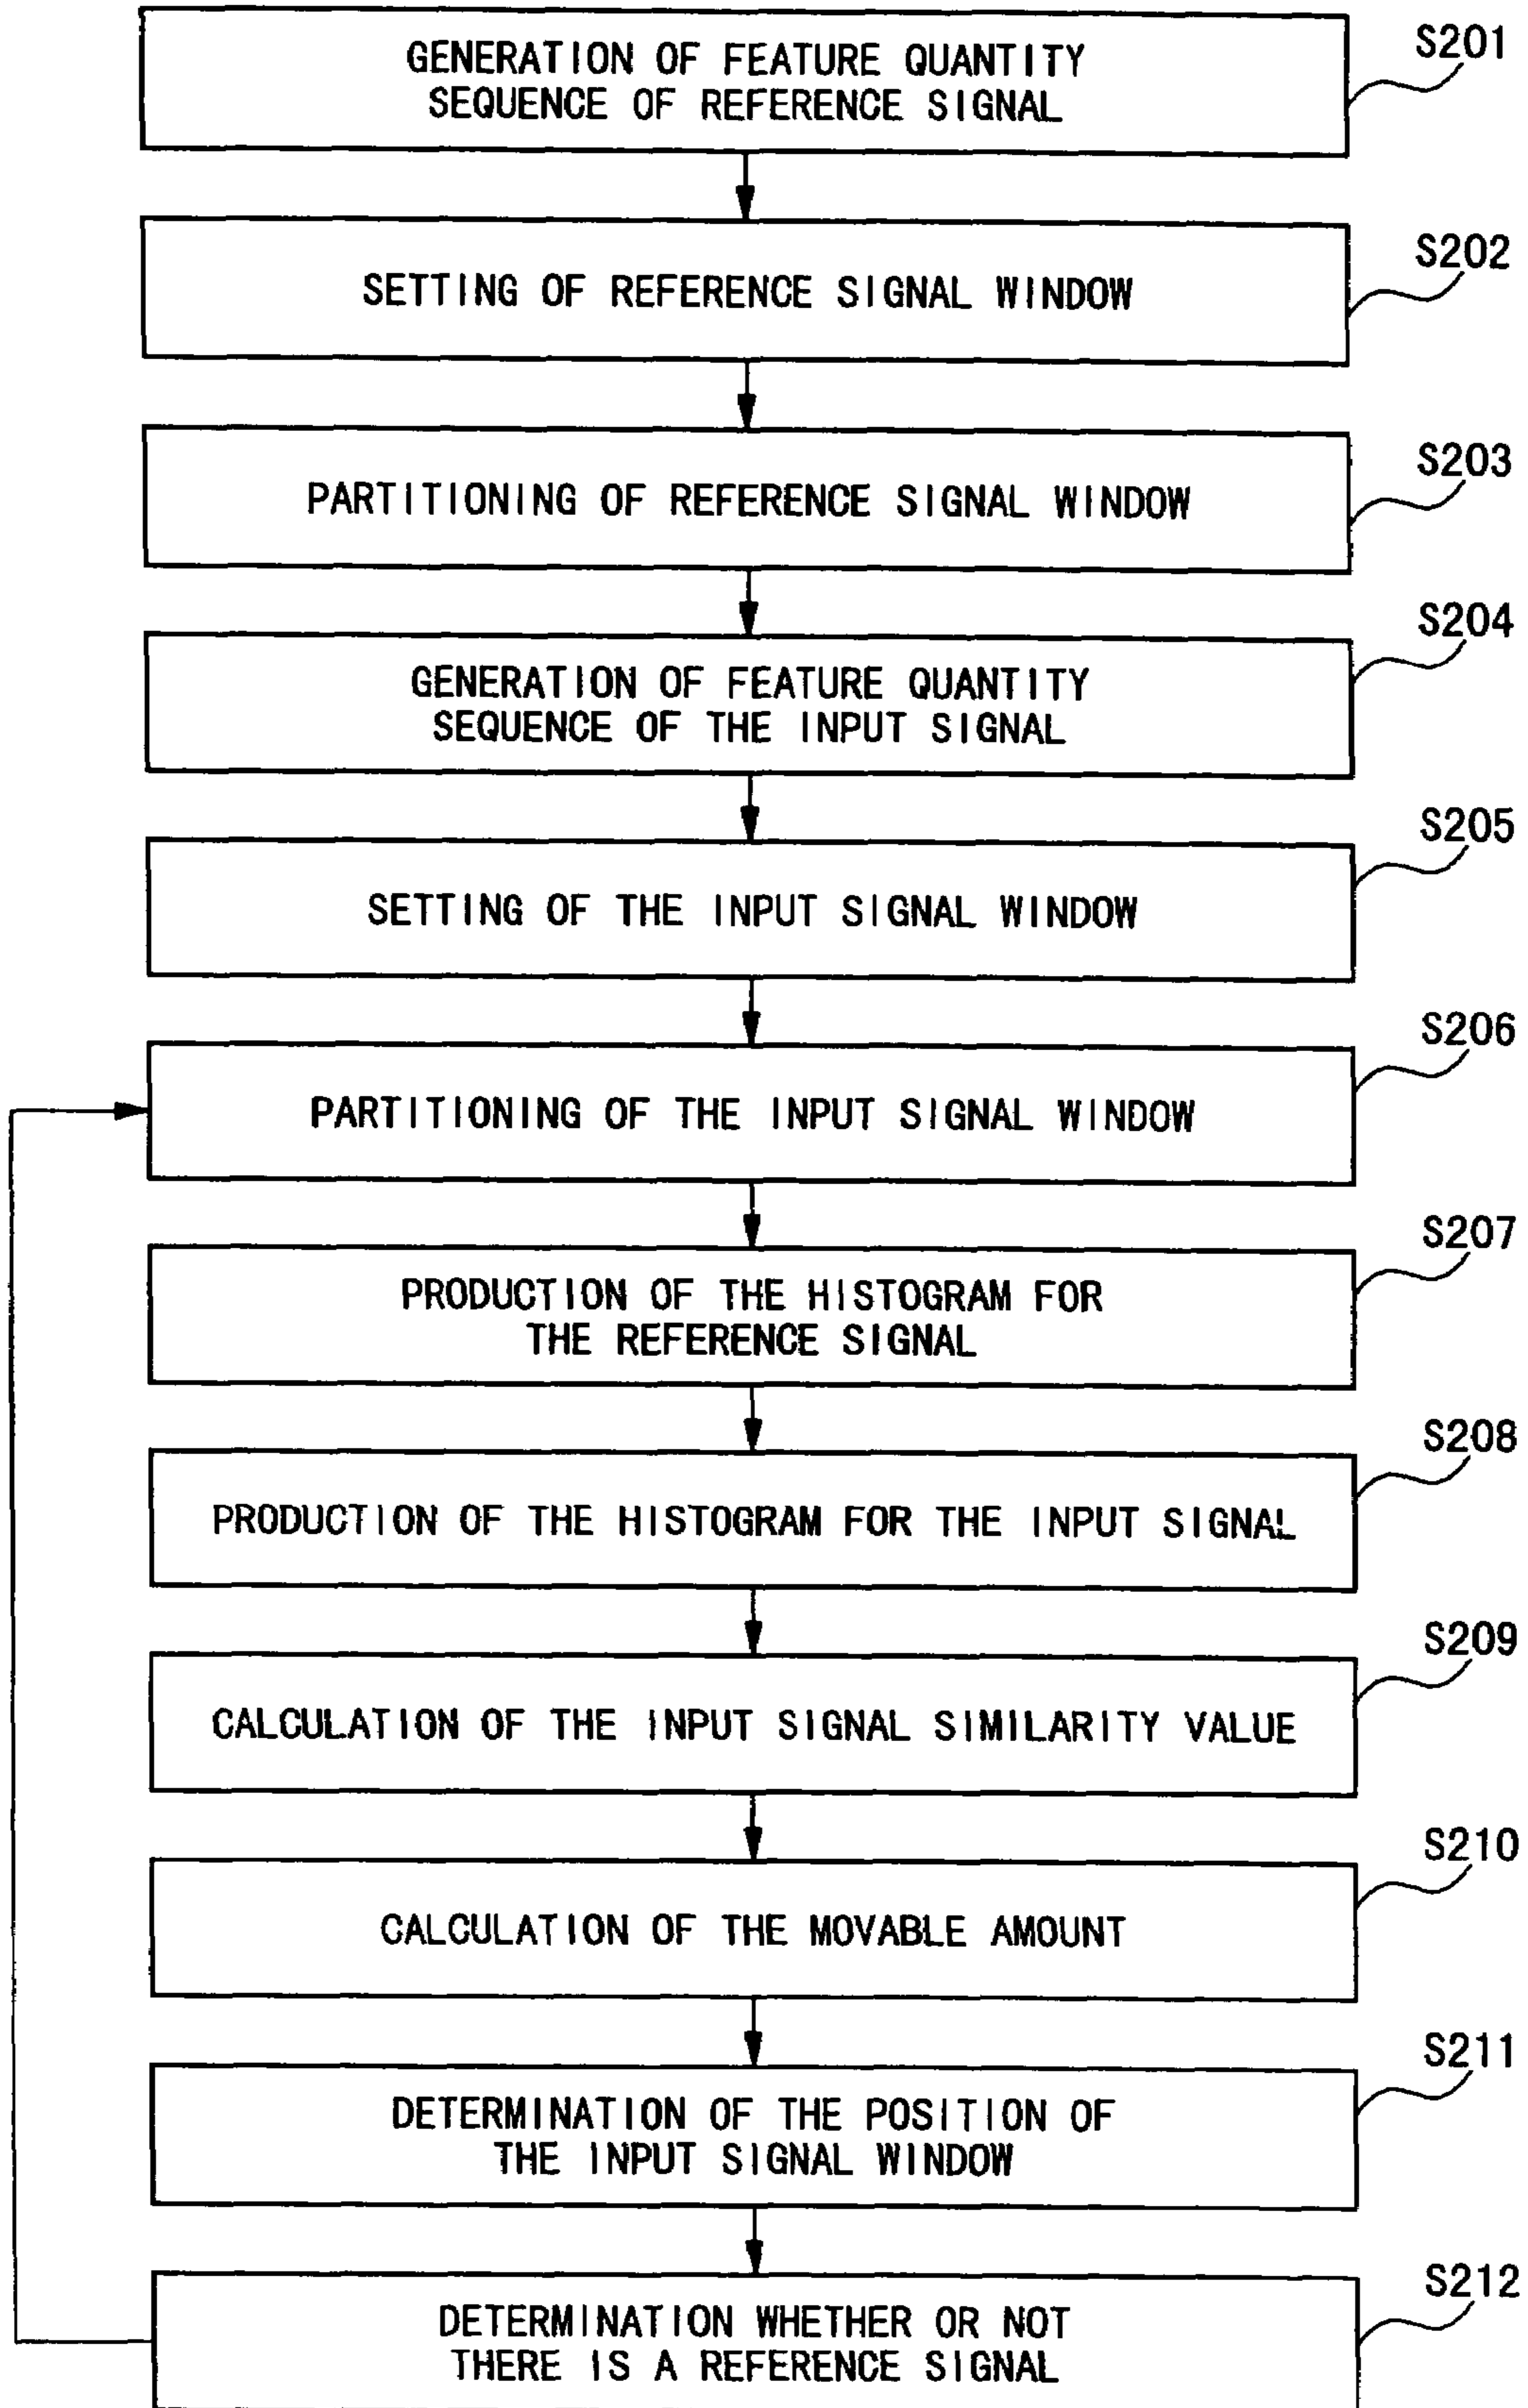 GENERATION OF FEATURE QUANTITY
SEQUENCE OF REFERENCE SIGNAL
S201
SETTING OF REFERENCE SIGNAL WINDOW
S202
PARTITIONING OF REFERENCE SIGNAL WINDOW
S203
GENERATION OF FEATURE QUANTITY
SEQUENCE OF THE INPUT SIGNAL
S204
SETTING OF THE INPUT SIGNAL WINDOW
S205
PARTITIONING OF THE INPUT SIGNAL WINDOW
S206
PRODUCTION OF THE HISTOGRAM FOR
THE REFERENCE SIGNAL
S207
PRODUCTION OF THE HISTOGRAM FOR THE INPUT SIGNAL
S208
CALCULATION OF THE INPUT SIGNAL SIMILARITY VALUE
S209
CALCULATION OF THE MOVABLE AMOUNT
S210
DETERMINATION OF THE POSITION OF
THE INPUT SIGNAL WINDOW
S211
DETERMINATION WHETHER OR NOT
THERE IS A REFERENCE SIGNAL
S212